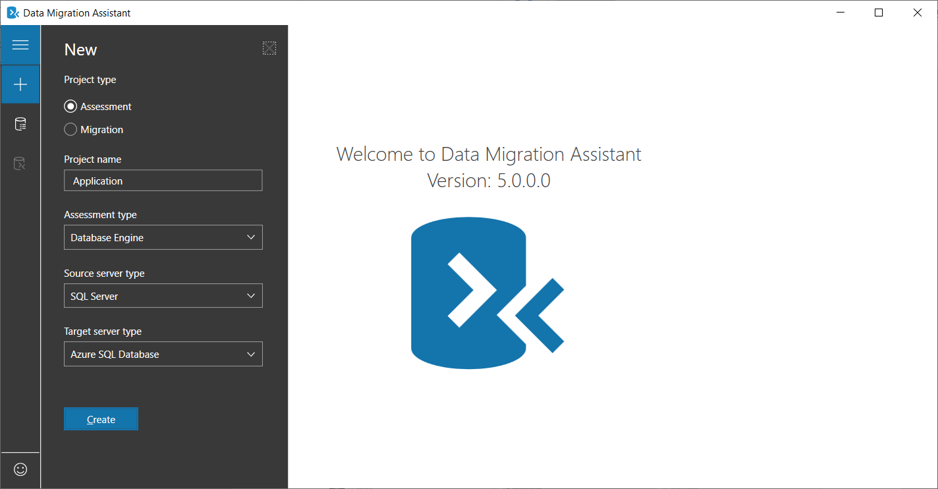 Data Migration Assistant
New
Project type
Assessment
Migration
Project name
Application
Assessment type
Database Engine
Source server type
SQL Server
Target server type
Azure SQL Database
Create
Welcome to Data Migration Assistant
Version: 5.0.0.0